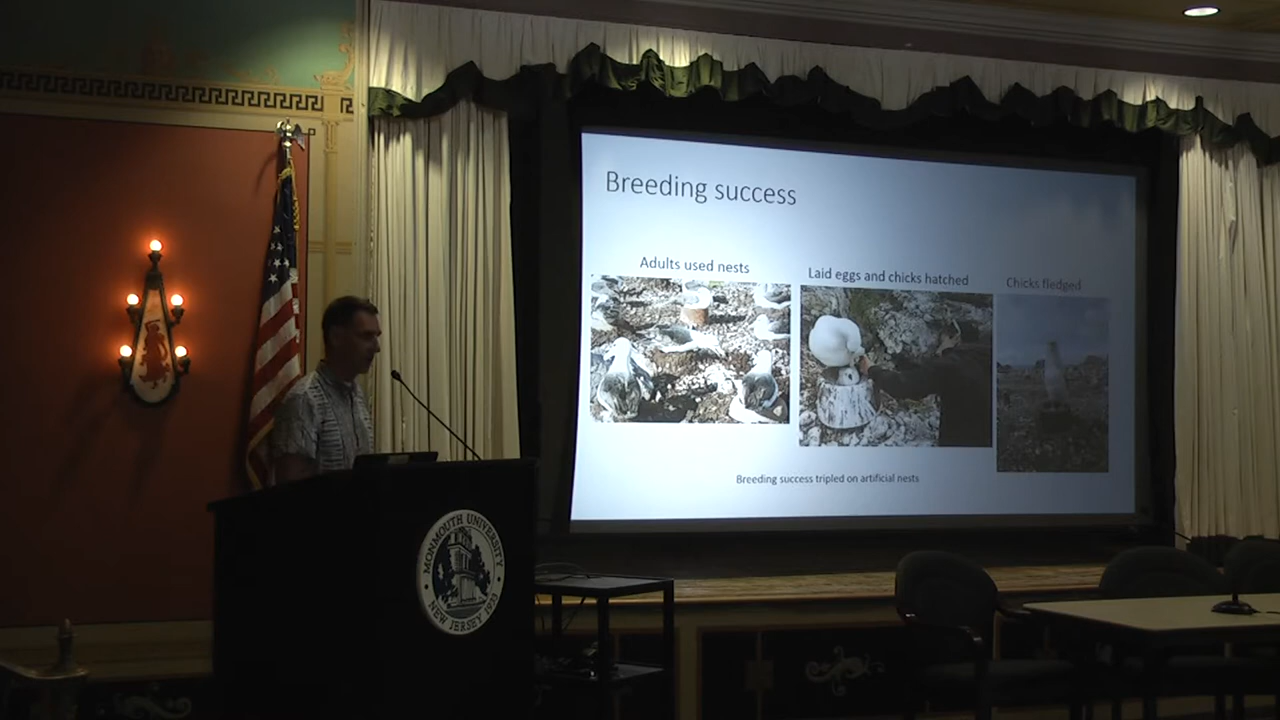 Breeding success
Adults used nests
Laid eggs and chicks hatched
Chicks fledged
Breeding success tripled on artificial nests
MONMOUTH UNIVERSITY
NEW JERSEY 1933